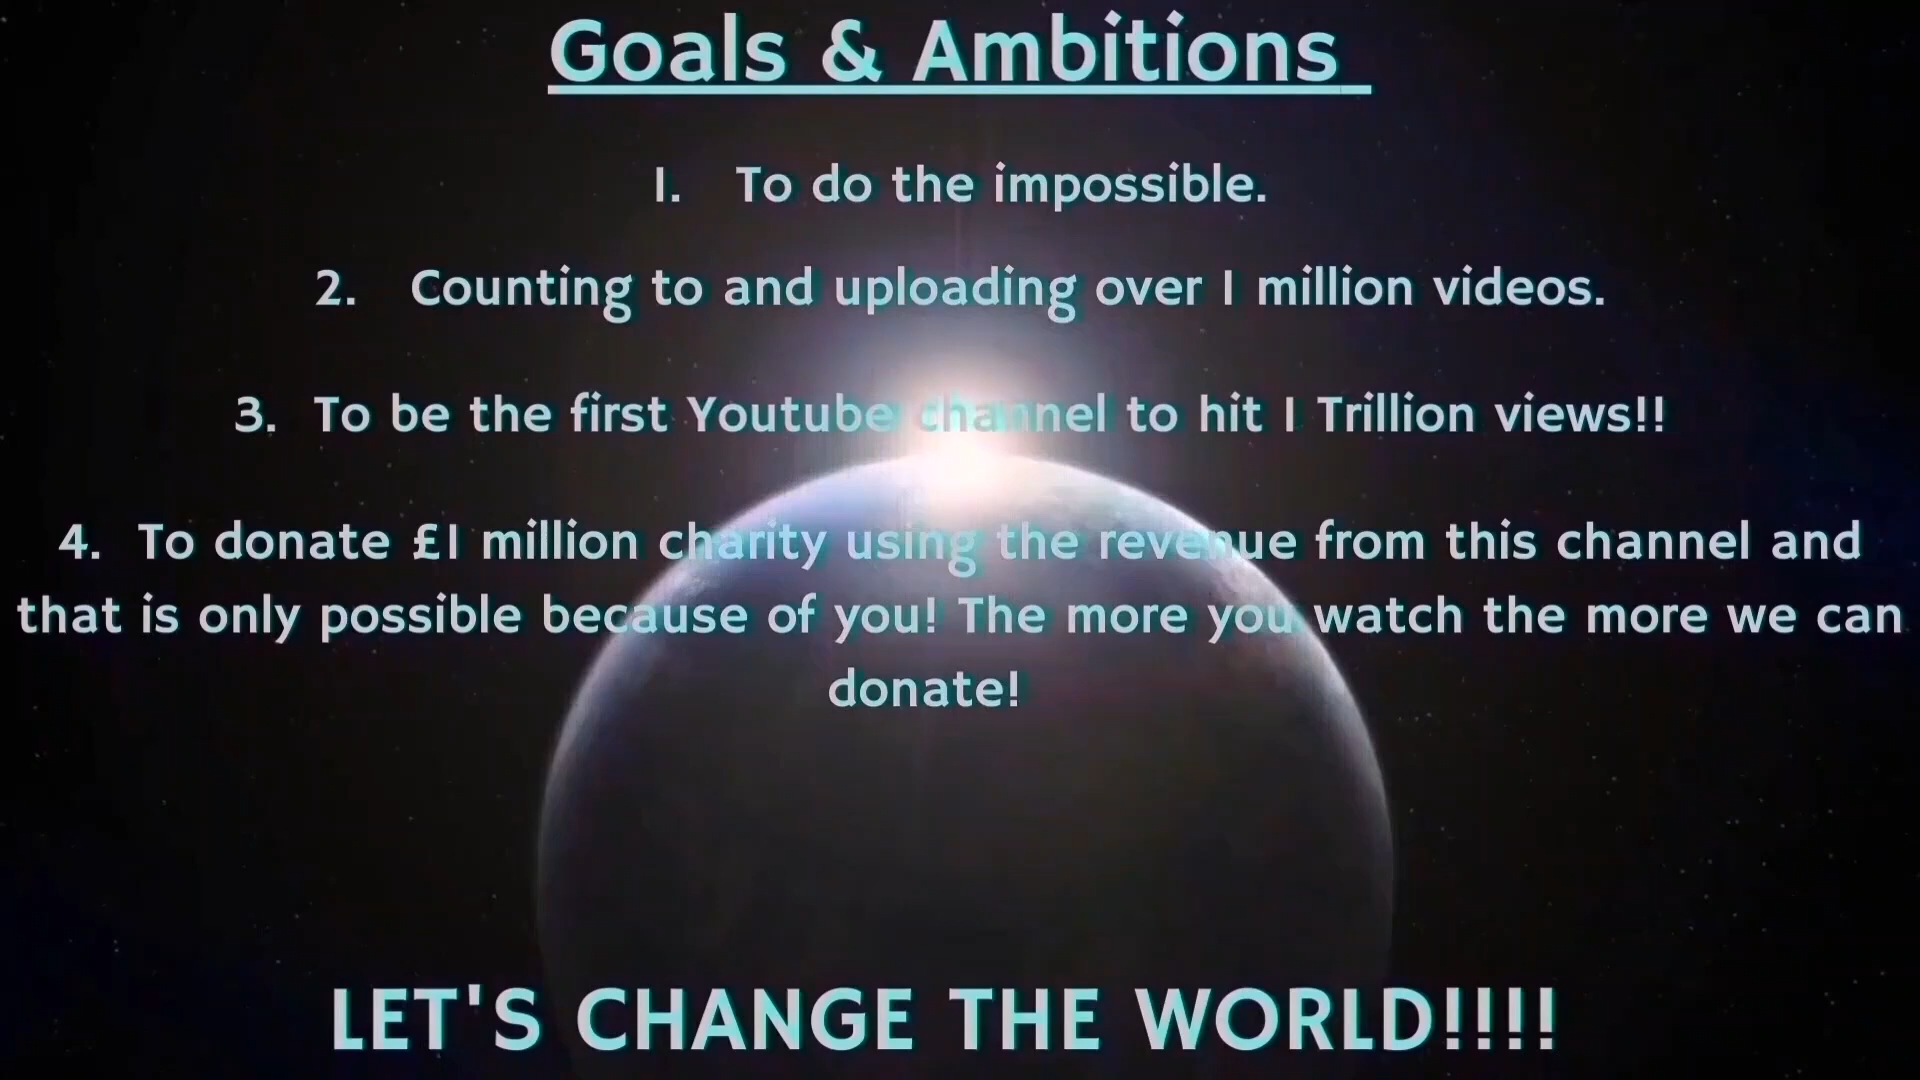 Goals & Ambitions
1. To do the impossible.
2. Counting to and uploading over 1 million videos.
3. To be the first Youtube channel to hit 1 Trillion views!!
4. To donate £1 million charity using the revenue from this channel and
that is only possible because of you! The more you watch the more we can
donate!
LET'S CHANGE THE WORLD!!!!